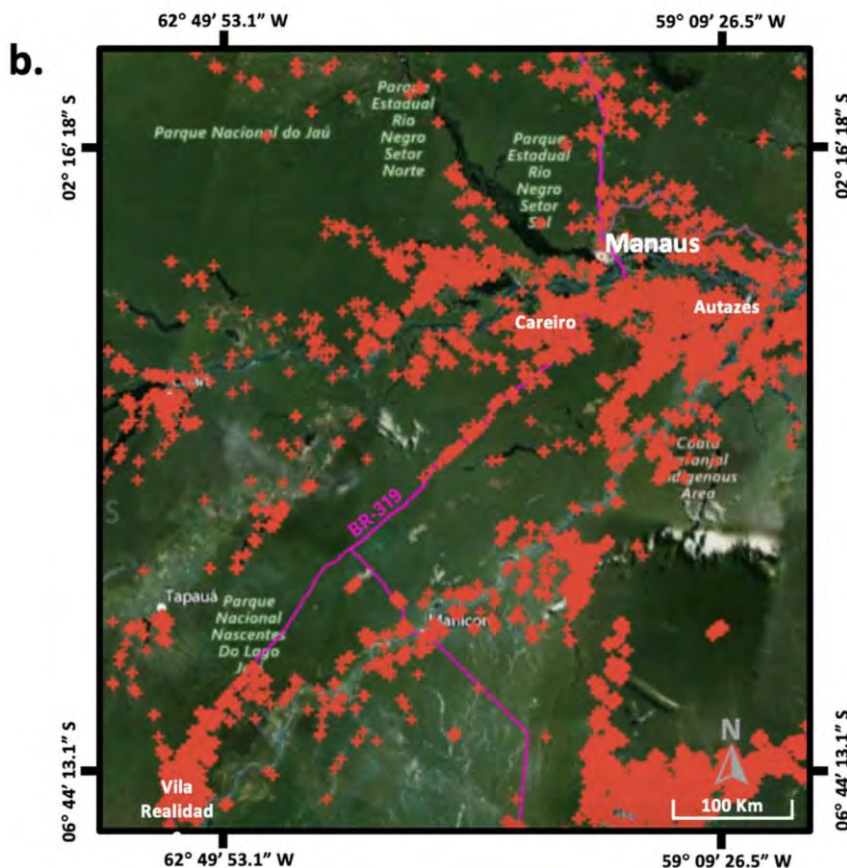 62° 49’ 53.1” W
59° 09’ 26.5” W
b.
02° 16’ 18” S
02° 16’ 18” S
Parque
Estadual
Rio
Negro
Setor
Norte
Parque Nacional do Jaú
Parque
Estadual
Rio
Negro
Setor
Manaus
Careiro
Autazes
Indigenous
Area
BR-319
Tapauá
Parque
Nacional
Nascentes
Do Lago
Vila
Realidad
N
100 Km
06° 44’ 13.1” S
06° 44’ 13.1” S
62° 49’ 53.1” W
59° 09’ 26.5” W